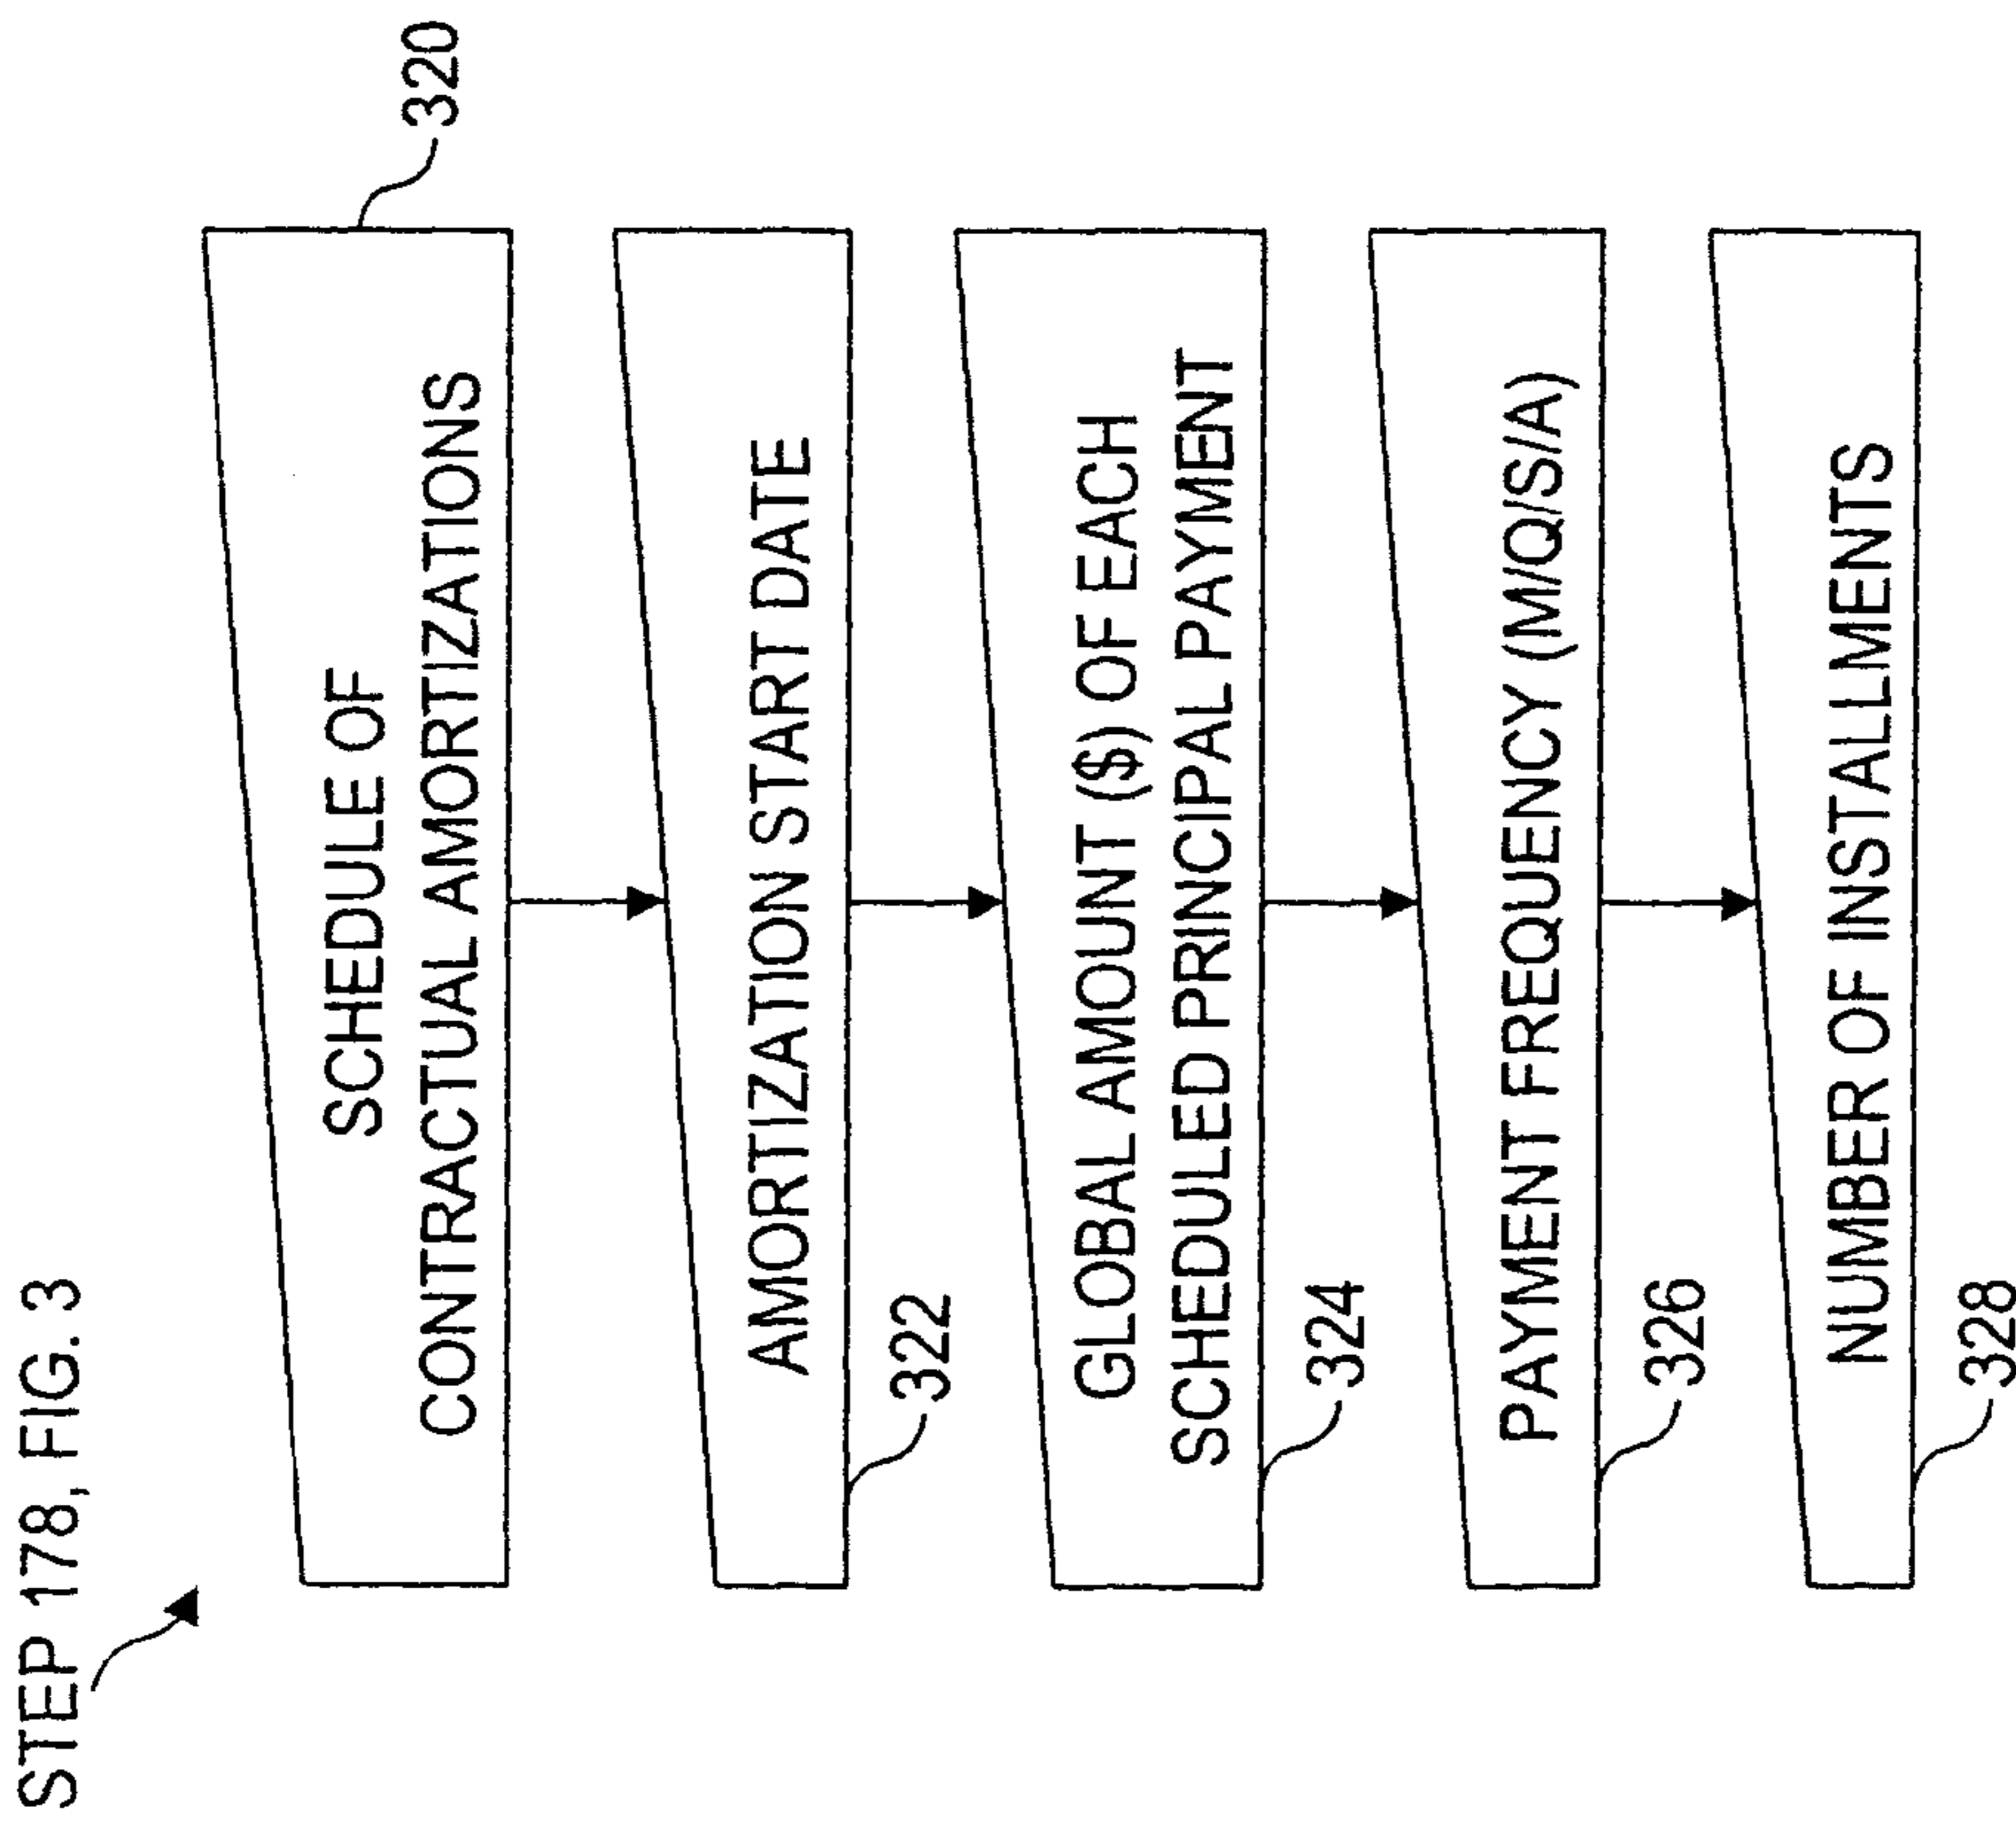 STEP 178, FIG. 3
320
SCHEDULE OF
CONTRACTUAL AMORTIZATIONS
AMORTIZATION START DATE
322
GLOBAL AMOUNT ($) OF EACH
SCHEDULED PRINCIPAL PAYMENT
324
PAYMENT FREQUENCY (M/Q/S/A)
326
NUMBER OF INSTALLMENTS
328